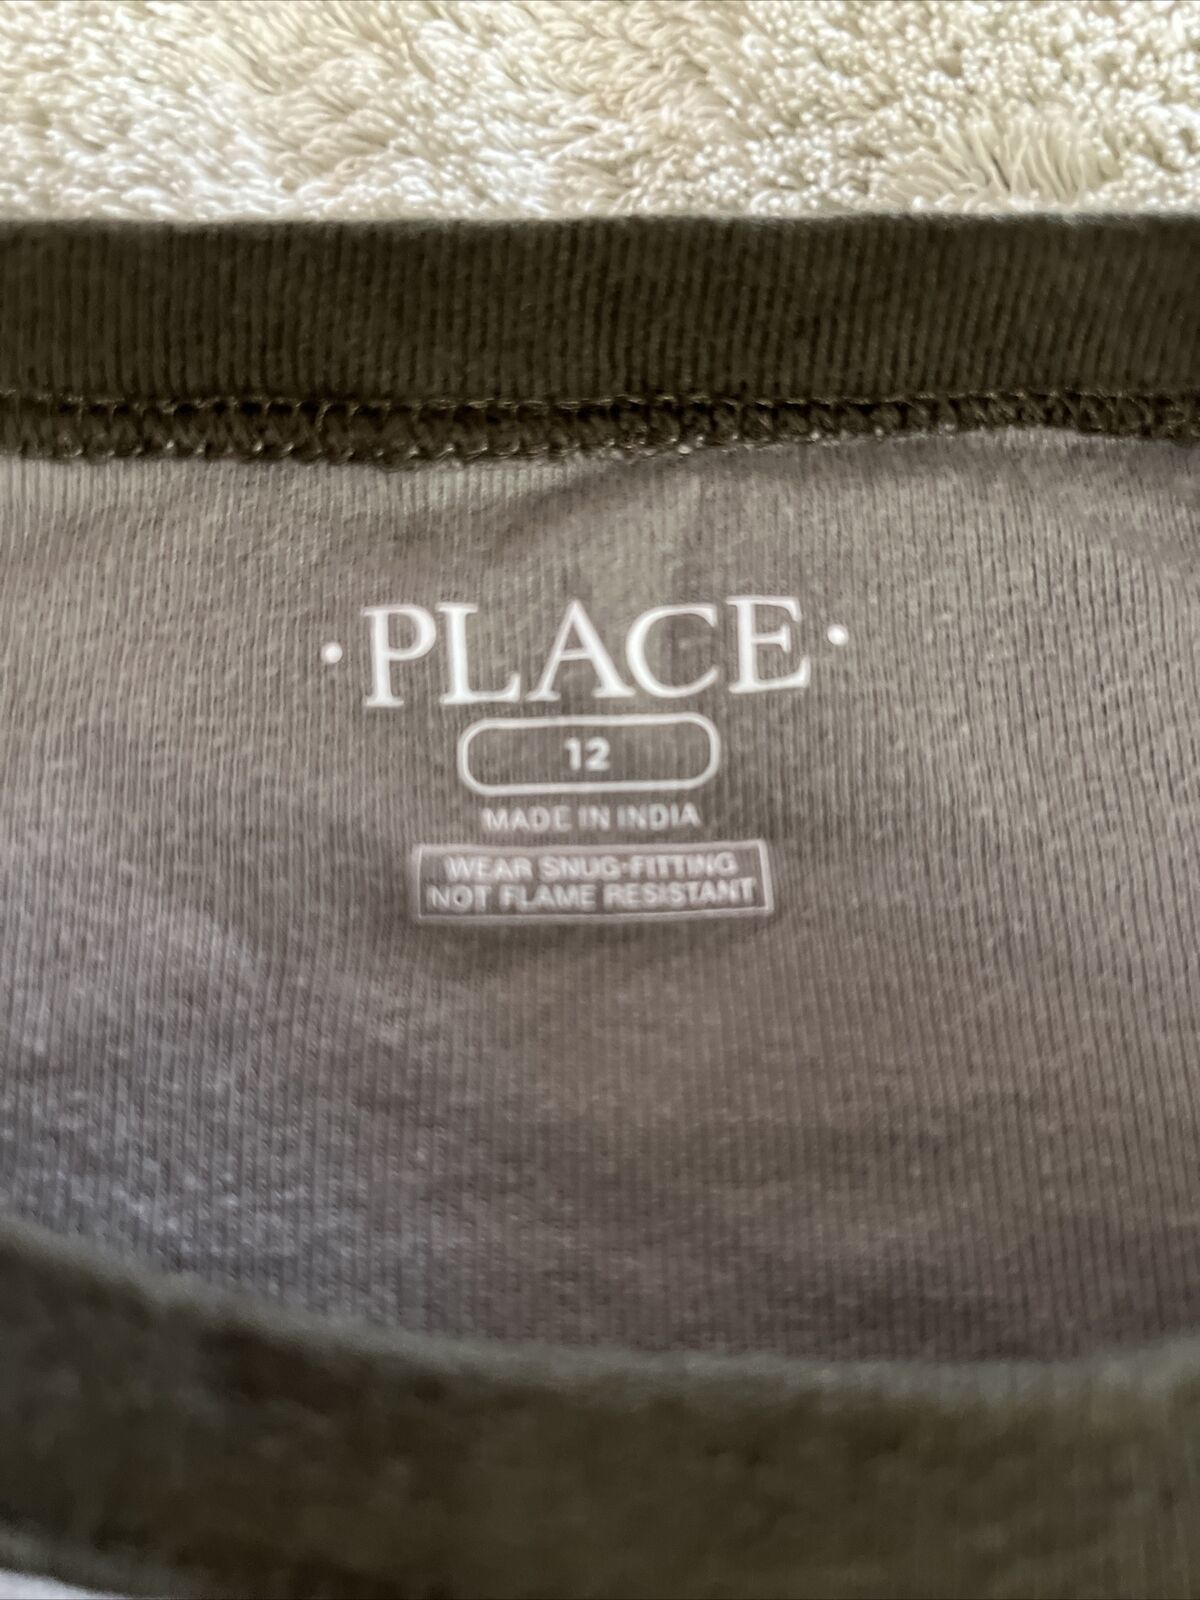 ·PLACE·
12
MADE IN INDIA
WEAR SNUG-FITTING
NOT FLAME RESISTANT